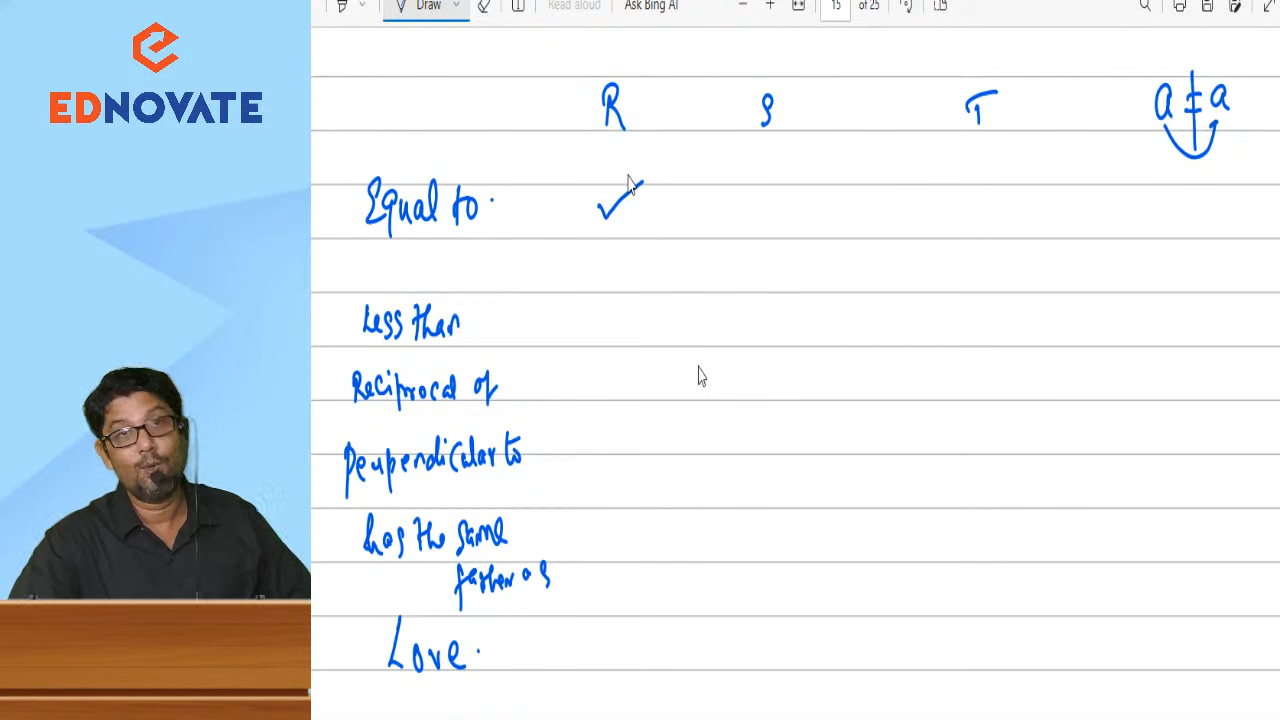 Draw
Read aloud
Ask Bing AI
15
of 25
EDNOVATE
R S T a = a
Equal to.
Less than
Reciprocal of
Perpendicular to
has the same
father as
Love.